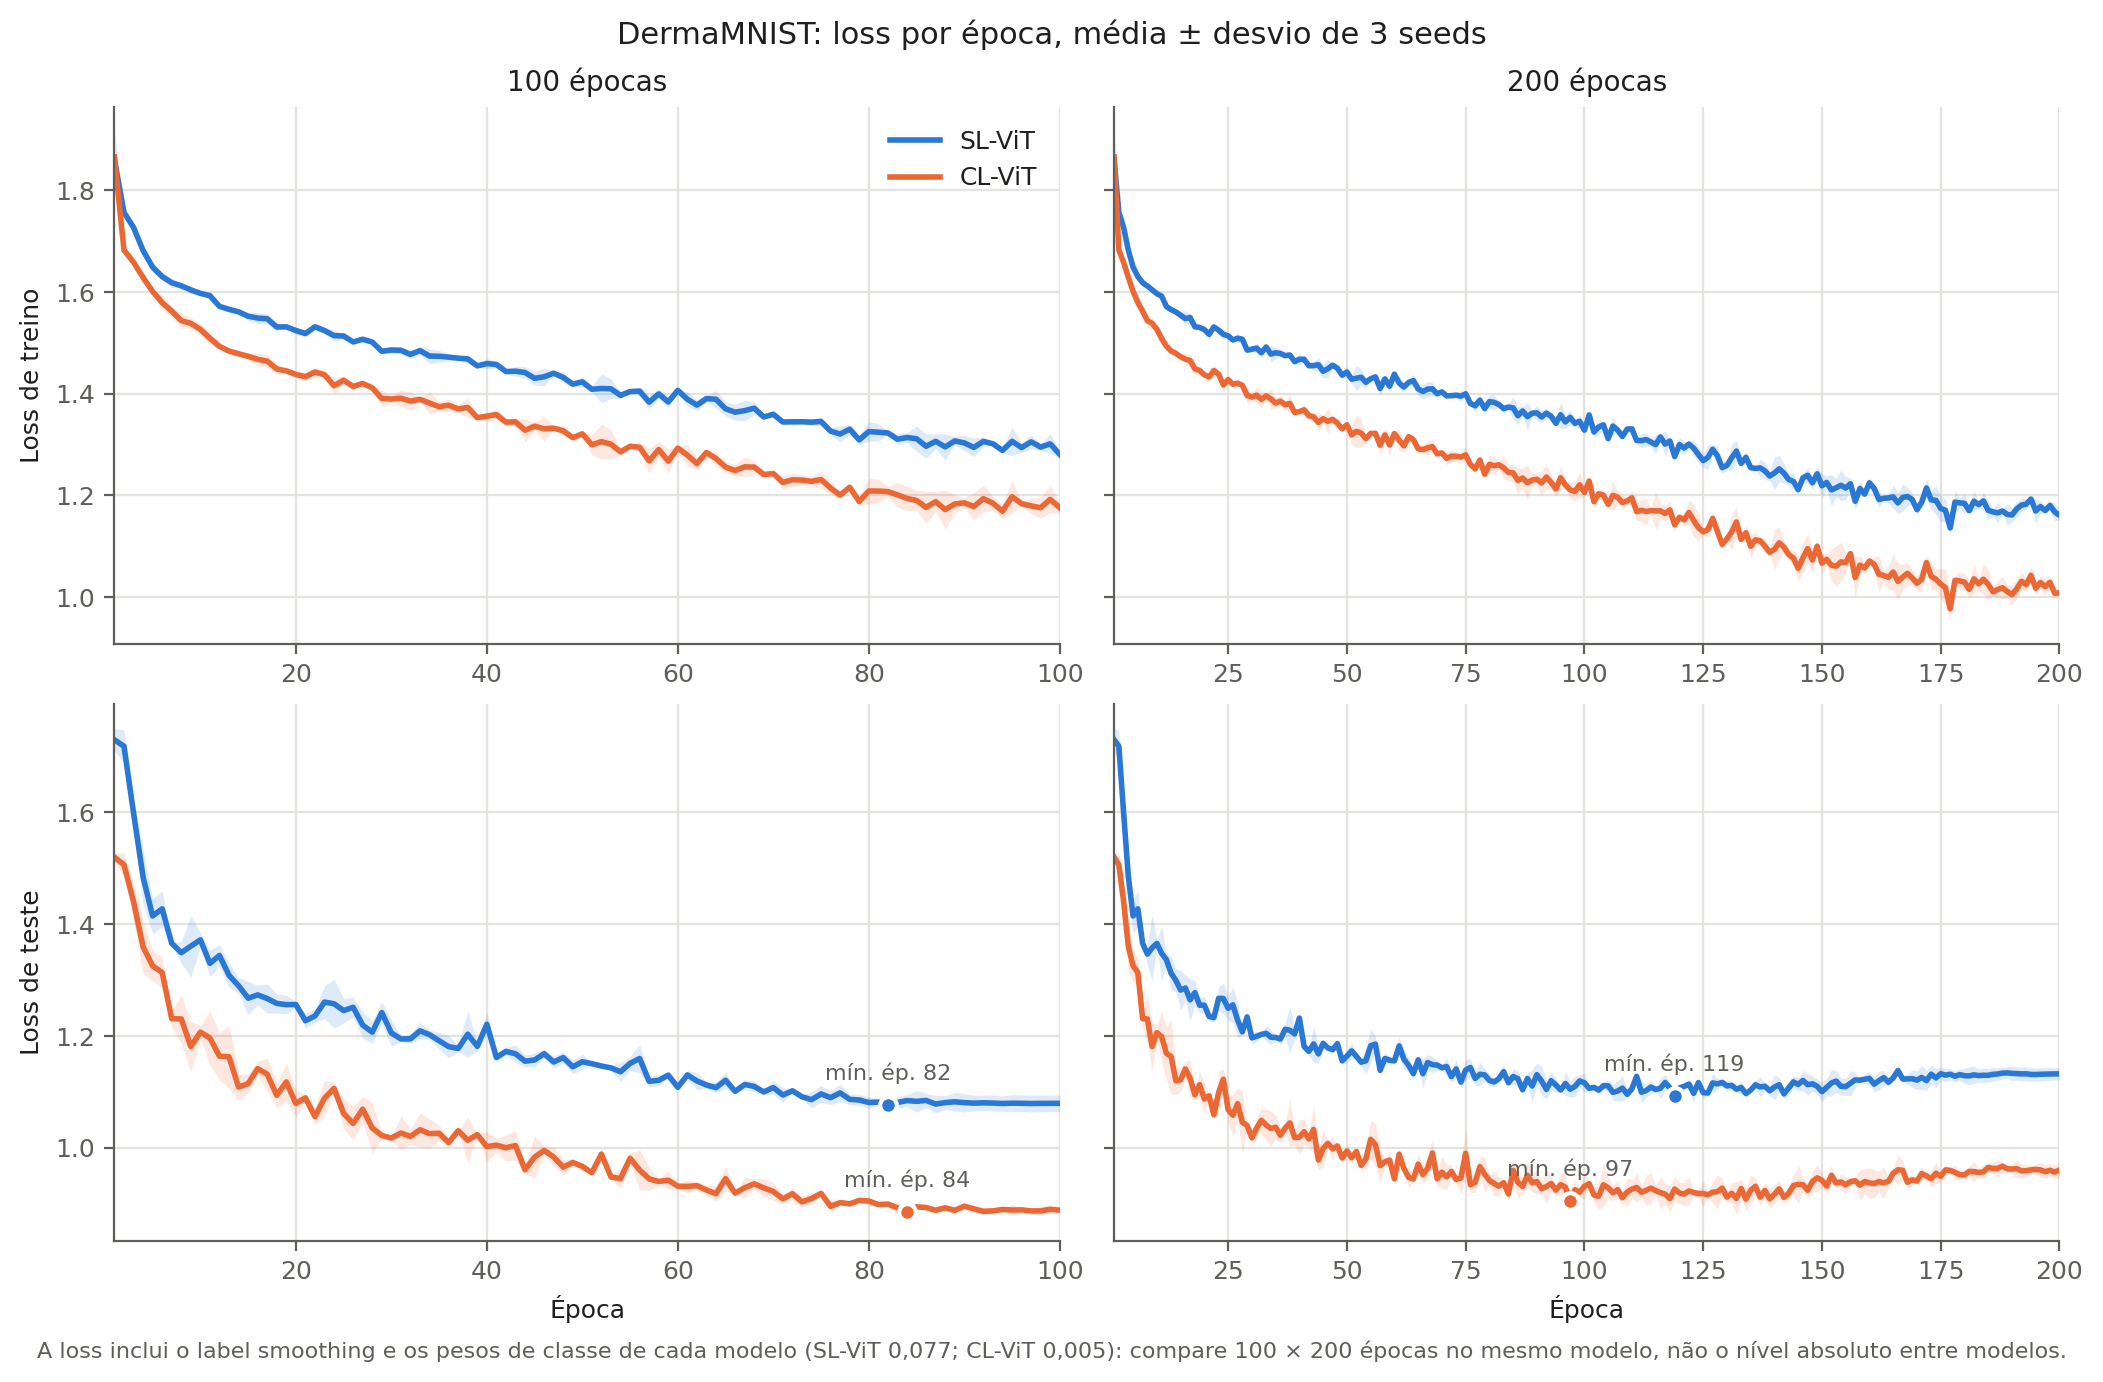 DermaMNIST: loss por época, média ± desvio de 3 seeds
100 épocas
200 épocas
SL-ViT
CL-ViT
Loss de treino
1.8
1.6
1.4
1.2
1.0
20 40 60 80 100
25 50 75 100 125 150 175 200
Loss de teste
1.6
1.4
1.2
1.0
mín. ép. 82
mín. ép. 84
mín. ép. 119
mín. ép. 97
20 40 60 80 100
25 50 75 100 125 150 175 200
Época
Época
A loss inclui o label smoothing e os pesos de classe de cada modelo (SL-ViT 0,077; CL-ViT 0,005): compare 100 × 200 épocas no mesmo modelo, não o nível absoluto entre modelos.